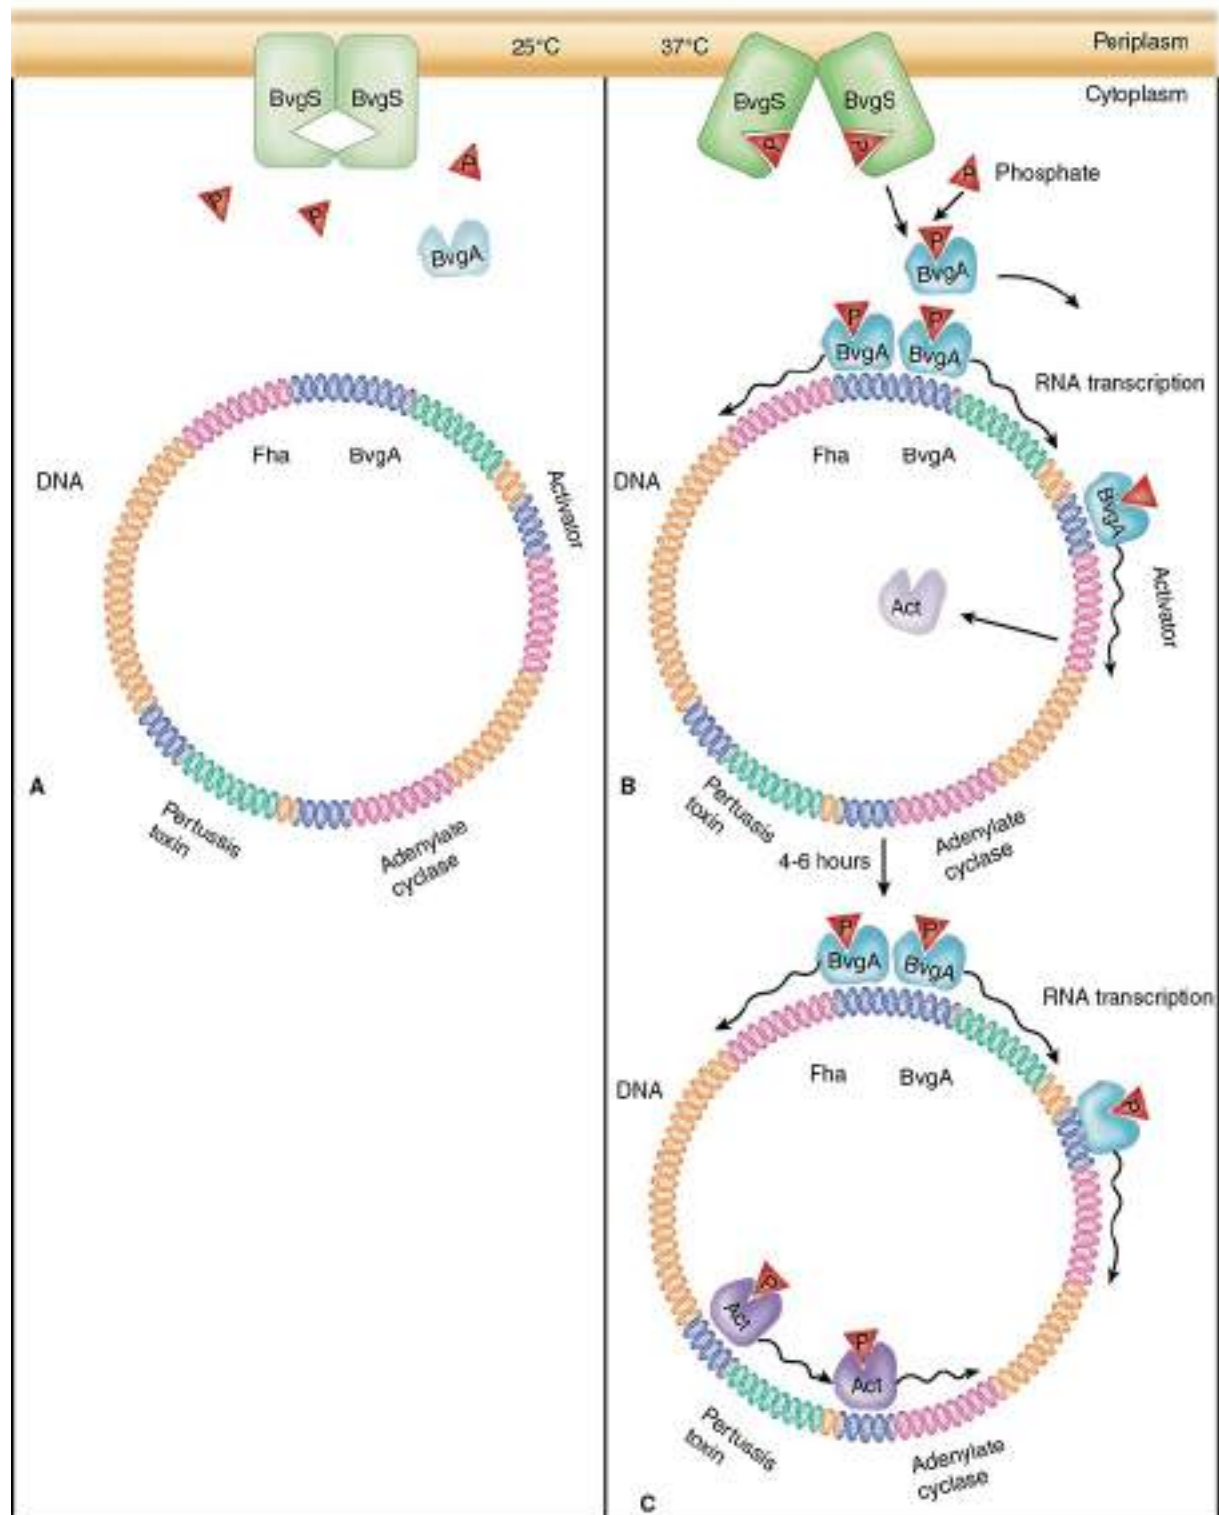 25°C
37°C
Periplasm
Cytoplasm
BvgS
BvgS
P
P
P
BvgA
DNA
Fha
BvgA
Activator
Pertussis
toxin
Adenylate
cyclase
A
BvgS
BvgS
P
P
P
Phosphate
P
BvgA
P
BvgA
P
BvgA
RNA transcription
DNA
Fha
BvgA
BvgA
Act
Activator
Pertussis
toxin
Adenylate
cyclase
B
4-6 hours
P
BvgA
P
BvgA
RNA transcription
DNA
Fha
BvgA
P
P
Act
P
Act
Pertussis
toxin
Adenylate
cyclase
C